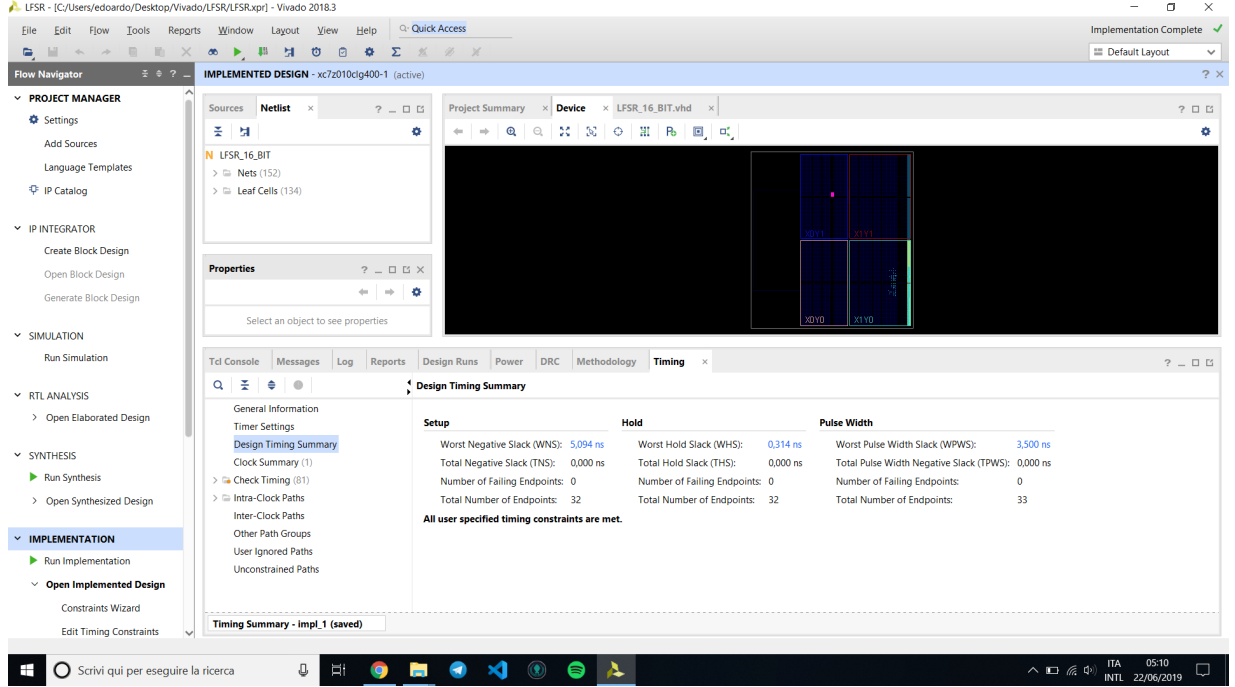 LFSR - [C:/Users/edoardo/Desktop/Vivado/LFSR/LFSR.xpr] - Vivado 2018.3
File Edit Flow Tools Reports Window Layout View Help Quick Access
Implementation Complete
Default Layout
Flow Navigator
IMPLEMENTED DESIGN - xc7z010clg400-1 (active)
PROJECT MANAGER
Settings
Add Sources
Language Templates
IP Catalog
IP INTEGRATOR
Create Block Design
Open Block Design
Generate Block Design
SIMULATION
Run Simulation
RTL ANALYSIS
Open Elaborated Design
SYNTHESIS
Run Synthesis
Open Synthesized Design
IMPLEMENTATION
Run Implementation
Open Implemented Design
Constraints Wizard
Edit Timing Constraints
Sources Netlist
N LFSR_16_BIT
Nets (152)
Leaf Cells (134)
Properties
Select an object to see properties
Project Summary Device LFSR_16_BIT.vhd
X0Y1 X1Y1
X0Y0 X1Y0
Tcl Console Messages Log Reports Design Runs Power DRC Methodology Timing
Design Timing Summary
General Information
Timer Settings
Design Timing Summary
Clock Summary (1)
Check Timing (81)
Intra-Clock Paths
Inter-Clock Paths
Other Path Groups
User Ignored Paths
Unconstrained Paths
Setup Hold Pulse Width
Worst Negative Slack (WNS): 5,094 ns Worst Hold Slack (WHS): 0,314 ns Worst Pulse Width Slack (WPWS): 3,500 ns
Total Negative Slack (TNS): 0,000 ns Total Hold Slack (THS): 0,000 ns Total Pulse Width Negative Slack (TPWS): 0,000 ns
Number of Failing Endpoints: 0 Number of Failing Endpoints: 0 Number of Failing Endpoints: 0
Total Number of Endpoints: 32 Total Number of Endpoints: 32 Total Number of Endpoints: 33
All user specified timing constraints are met.
Timing Summary - impl_1 (saved)
Scrivi qui per eseguire la ricerca
ITA 05:10
INTL 22/06/2019